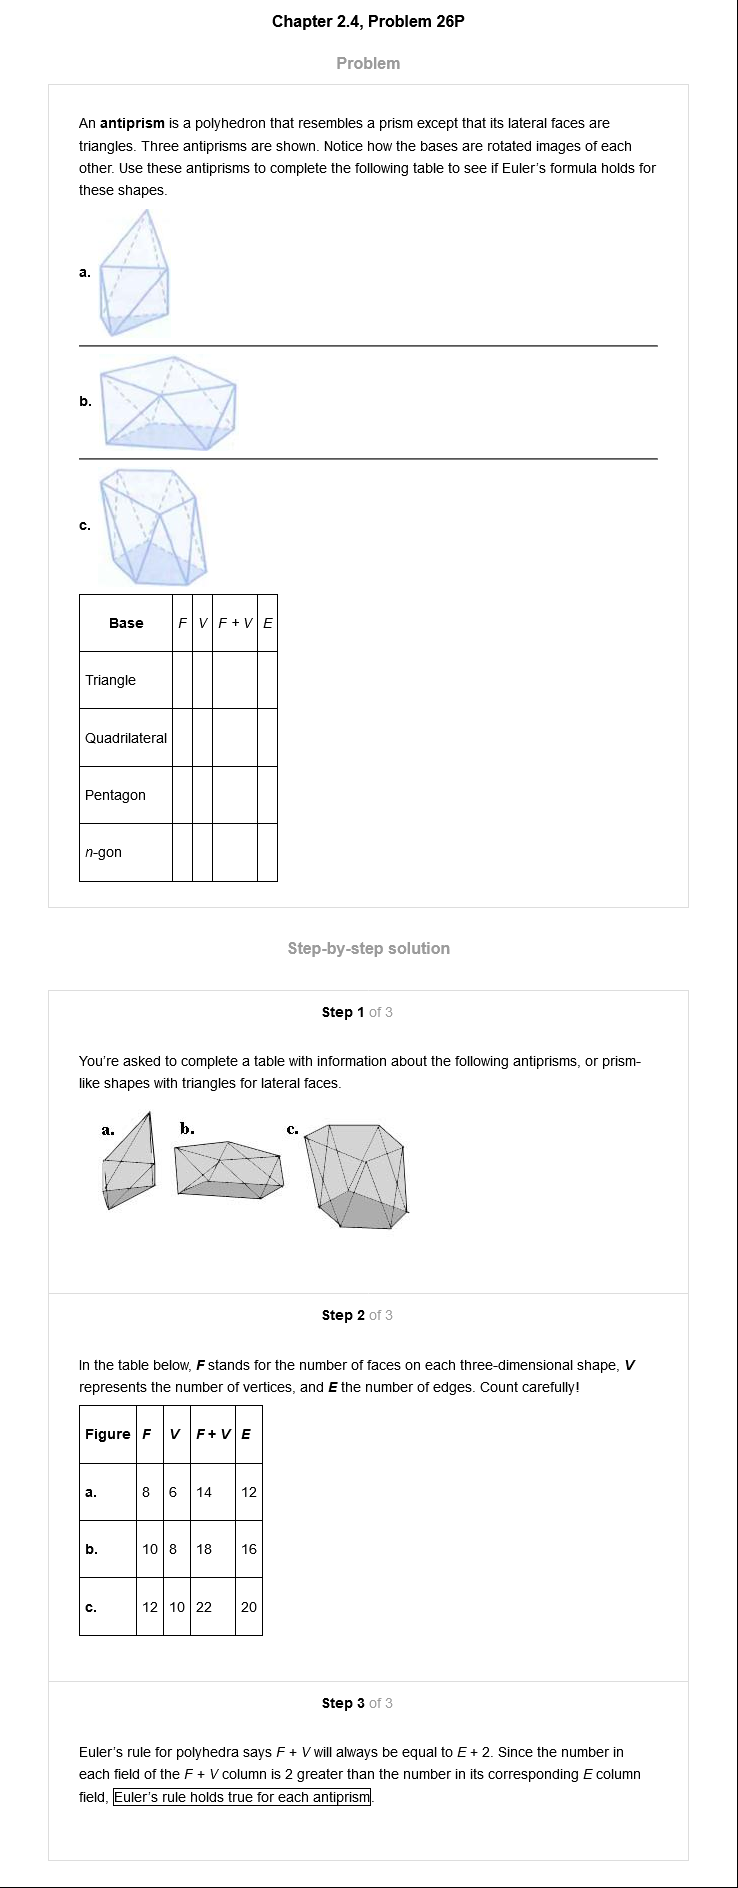 Chapter 2.4, Problem 26P
Problem
An antiprism is a polyhedron that resembles a prism except that its lateral faces are
triangles. Three antiprisms are shown. Notice how the bases are rotated images of each
other. Use these antiprisms to complete the following table to see if Euler's formula holds for
these shapes.
a.
b.
c.
Base F V F + V E
Triangle
Quadrilateral
Pentagon
n-gon
Step-by-step solution
Step 1 of 3
You're asked to complete a table with information about the following antiprisms, or prism-
like shapes with triangles for lateral faces.
a. b. c.
Step 2 of 3
In the table below, F stands for the number of faces on each three-dimensional shape, V
represents the number of vertices, and E the number of edges. Count carefully!
Figure F V F + V E
a. 8 6 14 12
b. 10 8 18 16
c. 12 10 22 20
Step 3 of 3
Euler's rule for polyhedra says F + V will always be equal to E + 2. Since the number in
each field of the F + V column is 2 greater than the number in its corresponding E column
field, Euler's rule holds true for each antiprism.